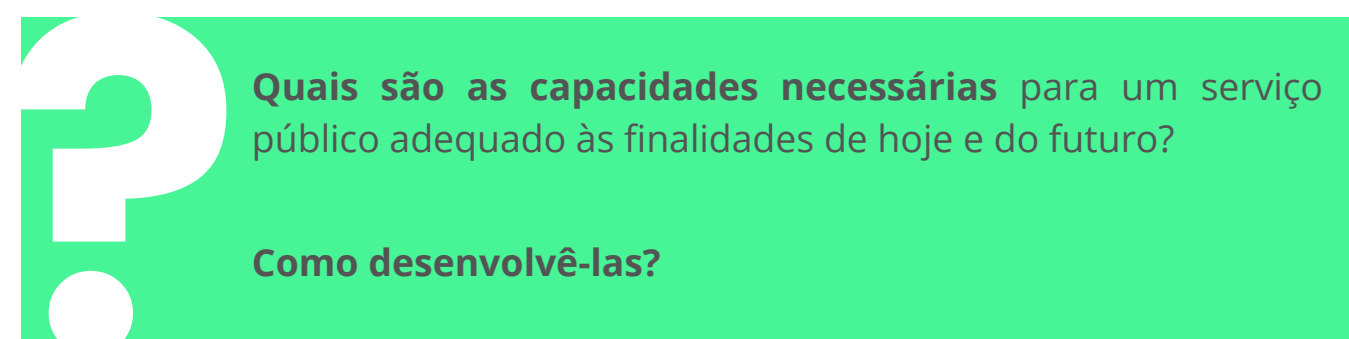 Quais são as capacidades necessárias para um serviço
público adequado às finalidades de hoje e do futuro?
Como desenvolvê-las?